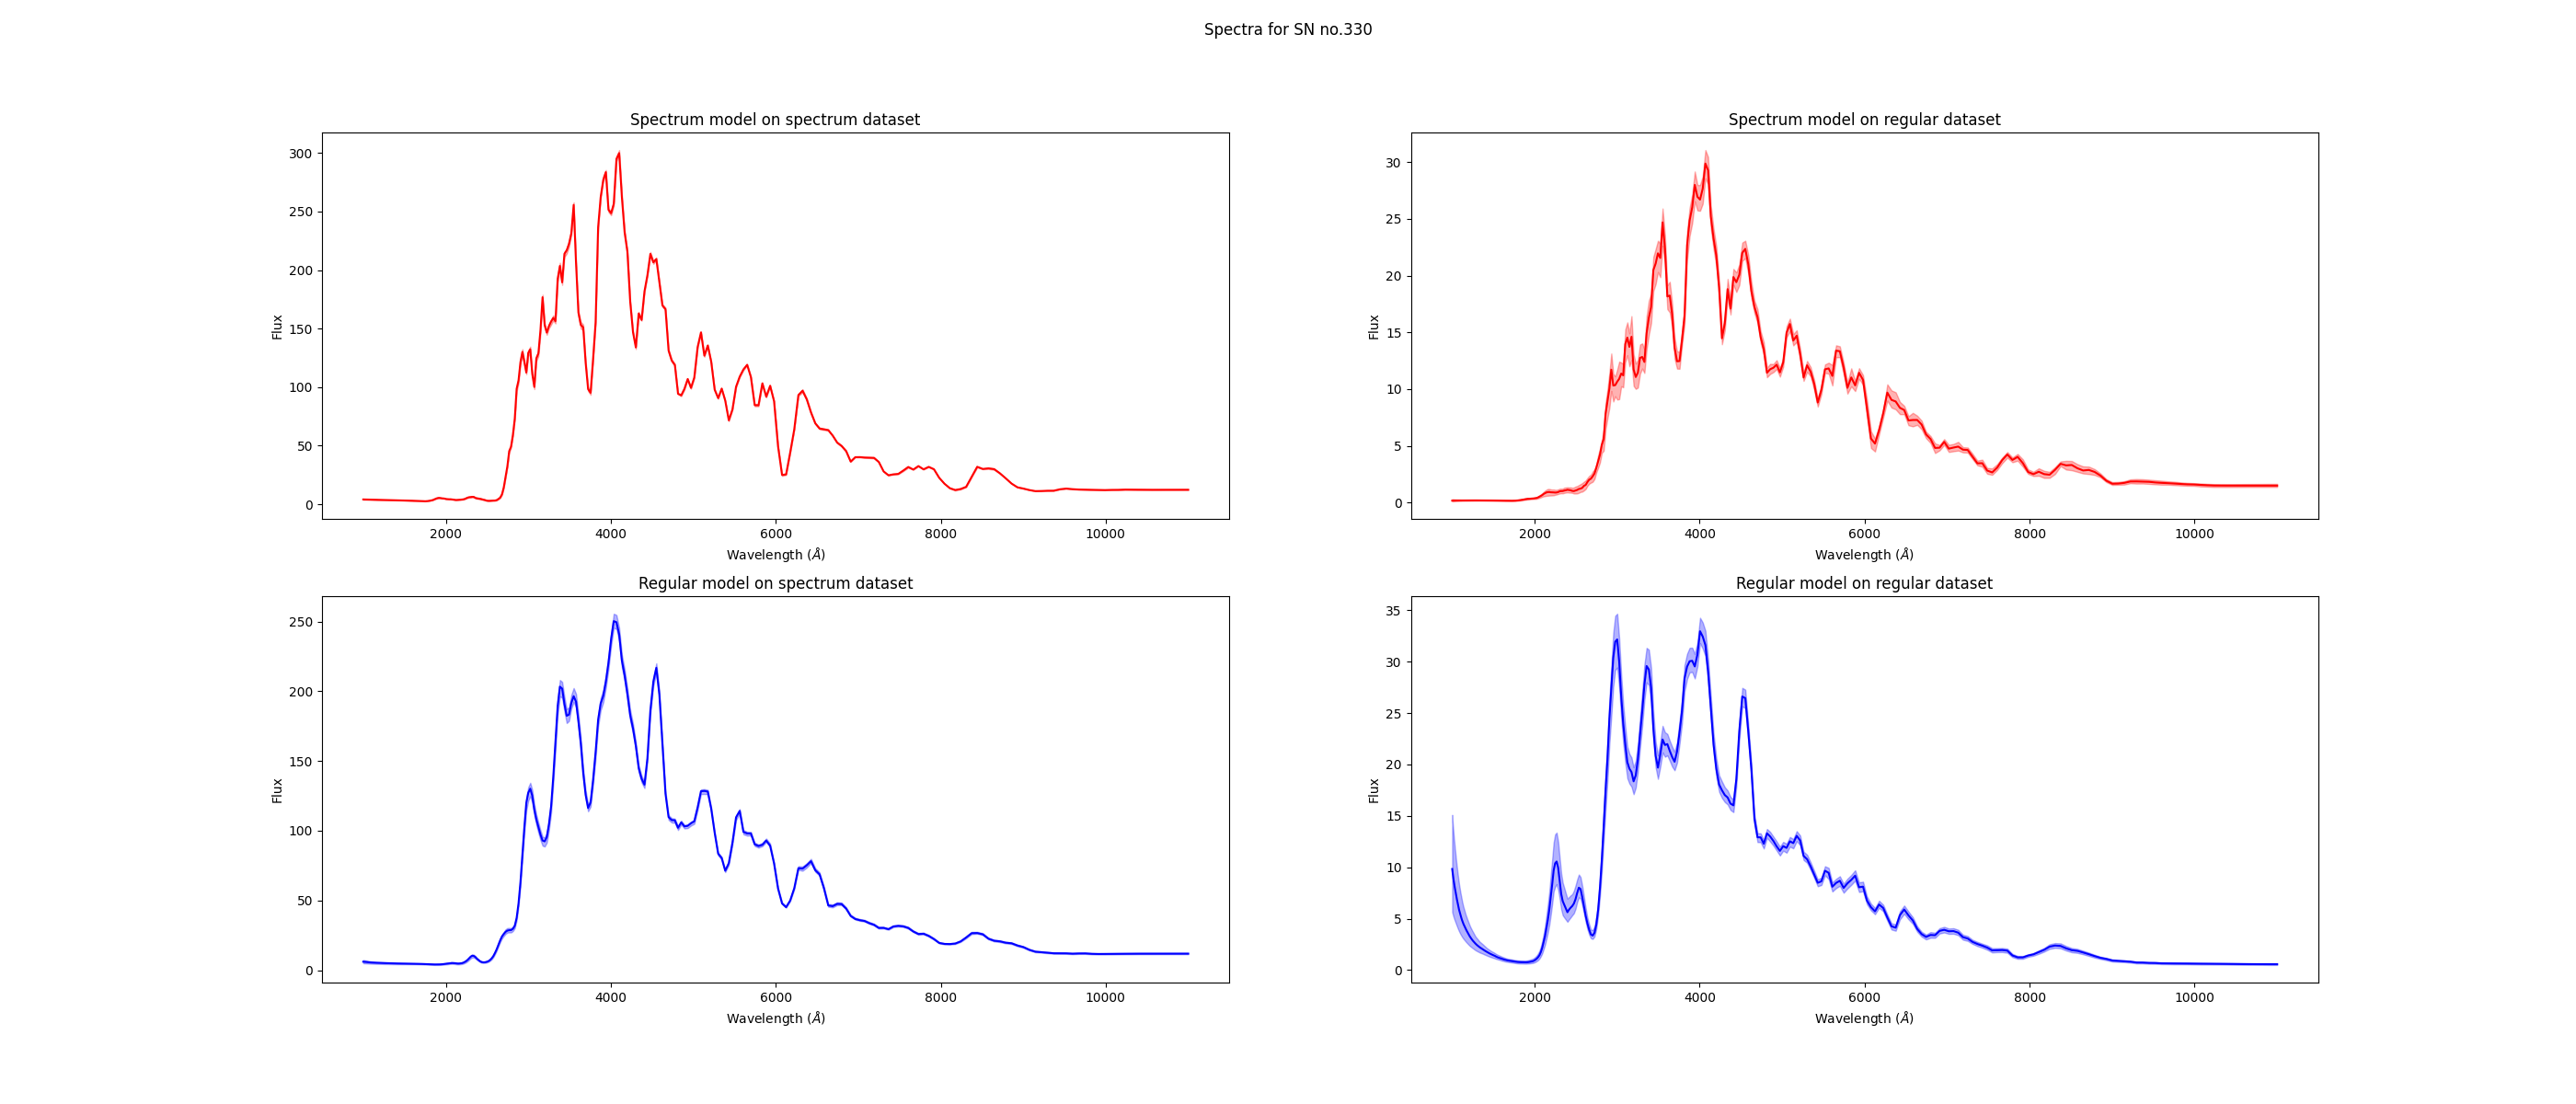 Spectra for SN no.330
Spectrum model on spectrum dataset
300
250
200
150
100
50
0
Flux
2000 4000 6000 8000 10000
Wavelength (Å)
Spectrum model on regular dataset
30
25
20
15
10
5
0
Flux
2000 4000 6000 8000 10000
Wavelength (Å)
Regular model on spectrum dataset
250
200
150
100
50
0
Flux
2000 4000 6000 8000 10000
Wavelength (Å)
Regular model on regular dataset
35
30
25
20
15
10
5
0
Flux
2000 4000 6000 8000 10000
Wavelength (Å)